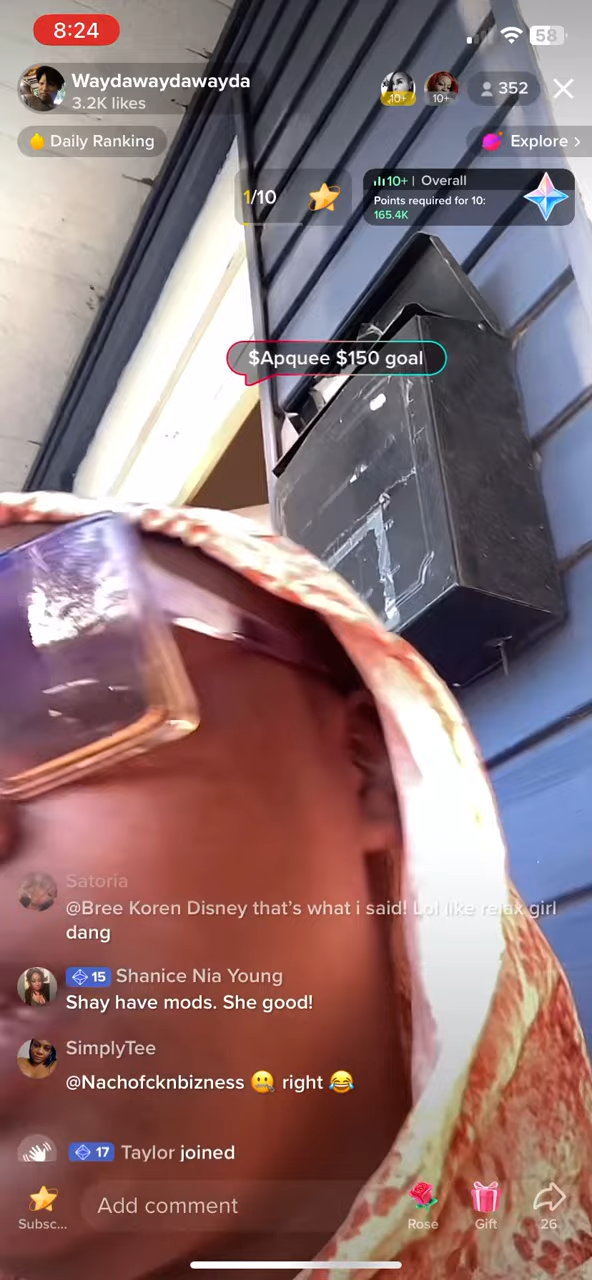 8:24
58
Waydawaydawayda
3.2K likes
10+
10+
352
Daily Ranking
Explore >
1/10
10+ | Overall
Points required for 10:
165.4K
$Apquee $150 goal
Satoria
@Bree Koren Disney that's what i said! Lol like relax girl
dang
15 Shanice Nia Young
Shay have mods. She good!
SimplyTee
@Nachofcknbizness 🤐 right 😂
17 Taylor joined
Subsc...
Add comment
Rose
Gift
26